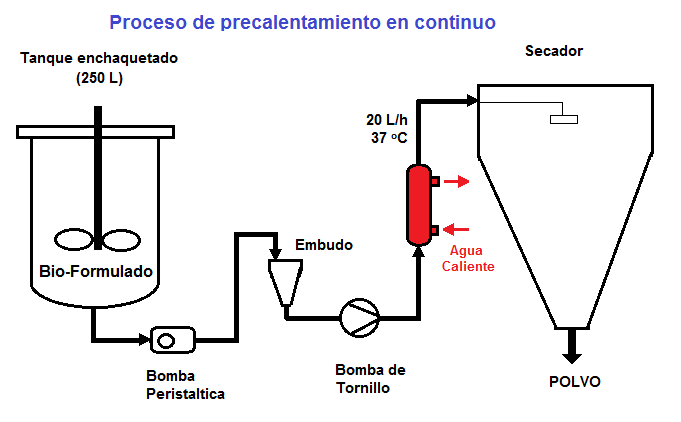 Proceso de precalentamiento en continuo
Tanque enchaquetado
(250 L)
Secador
20 L/h
37 ºC
Embudo
Agua
Caliente
Bio-Formulado
Bomba
Peristaltica
Bomba de
Tornillo
POLVO